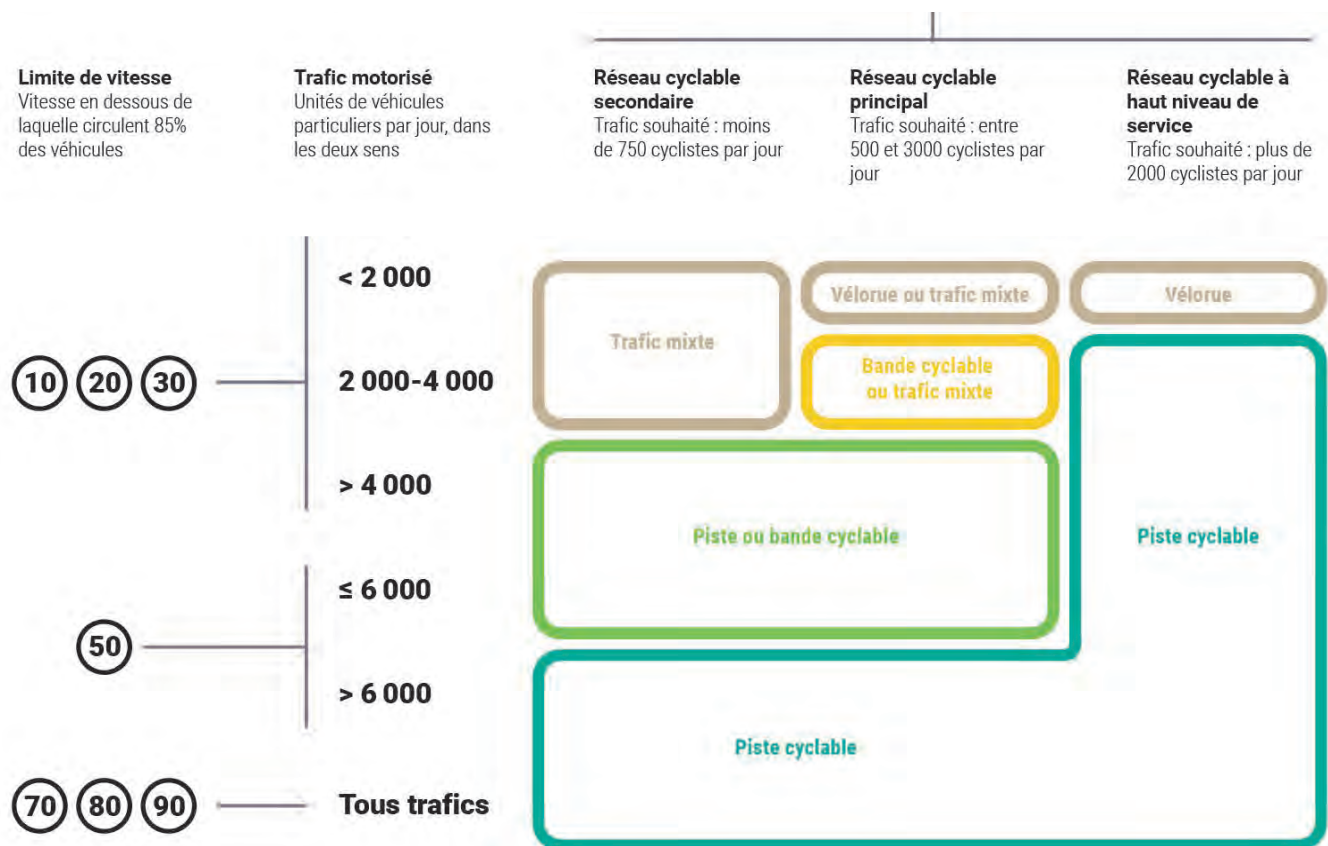 Limite de vitesse
Vitesse en dessous de
laquelle circulent 85%
des véhicules
Trafic motorisé
Unités de véhicules
particuliers par jour, dans
les deux sens
Réseau cyclable
secondaire
Trafic souhaité : moins
de 750 cyclistes par jour
Réseau cyclable
principal
Trafic souhaité : entre
500 et 3000 cyclistes par
jour
Réseau cyclable à
haut niveau de
service
Trafic souhaité : plus de
2000 cyclistes par jour
10 20 30
< 2 000
2 000-4 000
> 4 000
Trafic mixte
Vélorue ou trafic mixte
Vélorue
Bande cyclable
ou trafic mixte
Piste ou bande cyclable
Piste cyclable
50
≤ 6 000
> 6 000
Piste cyclable
70 80 90
Tous trafics